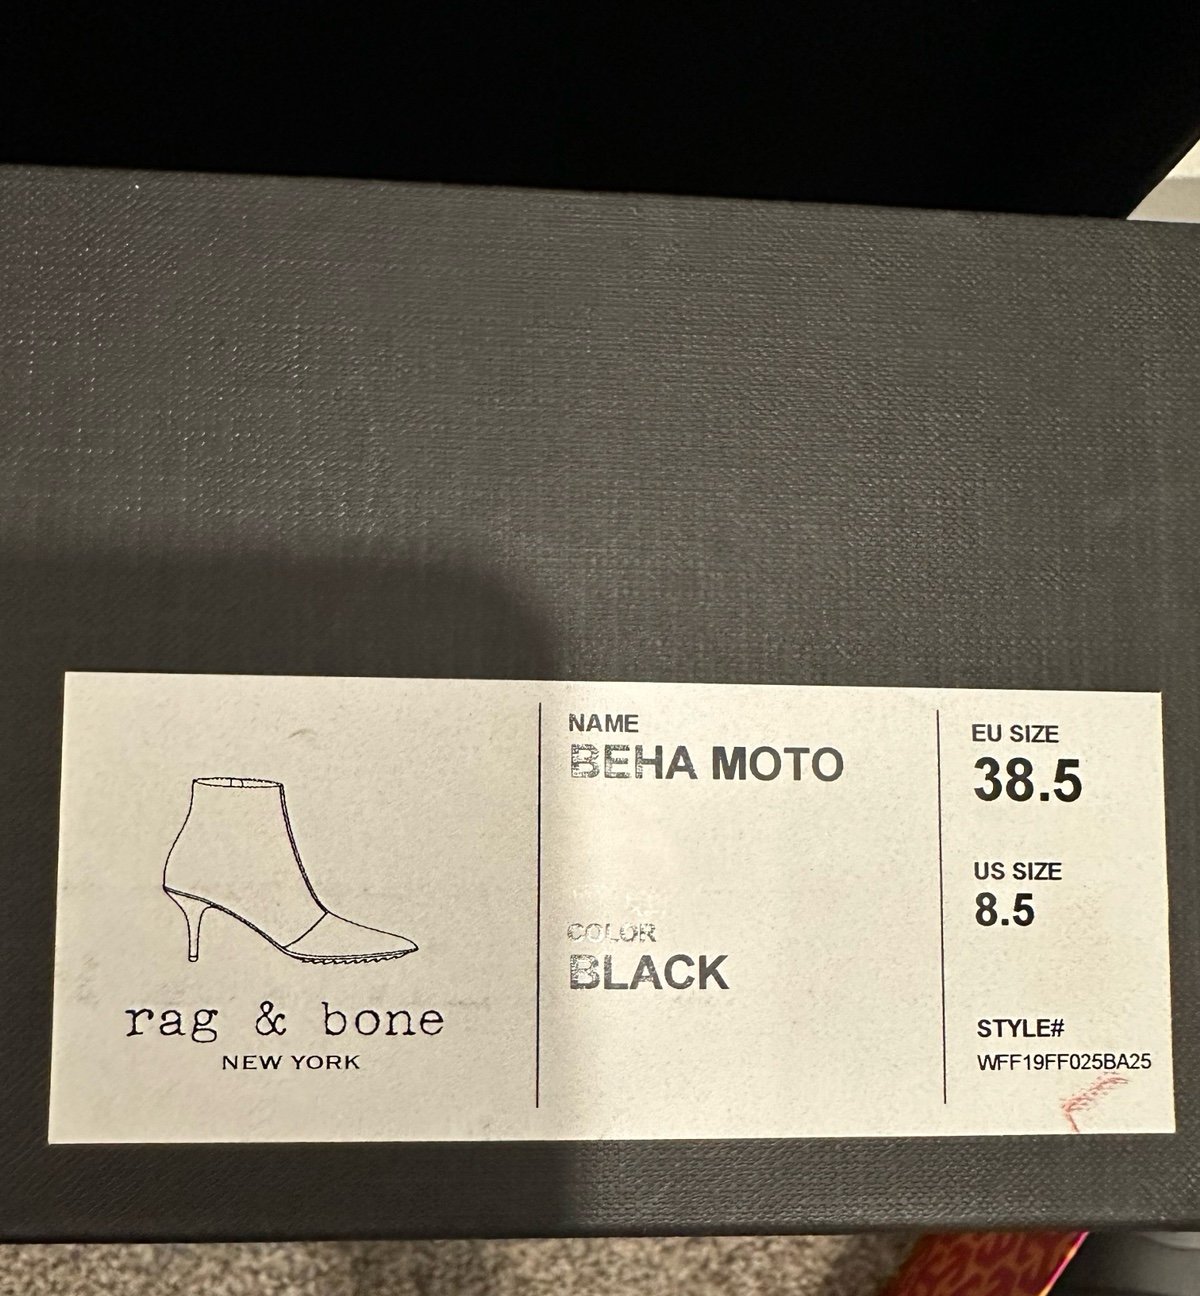 rag & bone
NEW YORK
NAME
BEHA MOTO
COLOR
BLACK
EU SIZE
38.5
US SIZE
8.5
STYLE#
WFF19FF025BA25